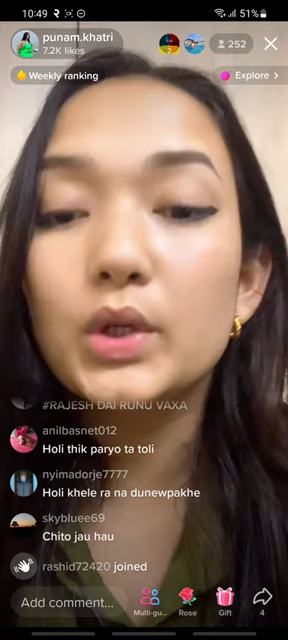 10:49
51%
punam.khatri
7.2K likes
2
252
Weekly ranking
Explore >
#RAJESH DAI RUNU VAXA
anilbasnet012
Holi thik paryo ta toli
nyimadorje7777
Holi khele ra na dunewpakhe
skybluee69
Chito jau hau
rashid72420 joined
Add comment...
Multi-gu...
Rose
Gift
4